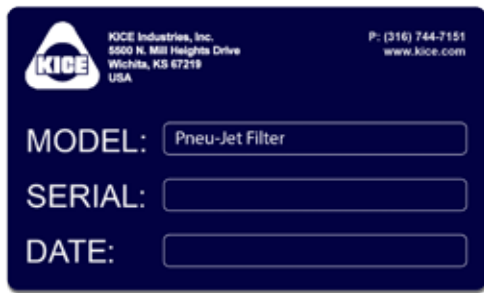 KICE
KICE Industries, Inc.
5500 N. Mill Heights Drive
Wichita, KS 67219
USA
P: (316) 744-7151
www.kice.com
MODEL: Pneu-Jet Filter
SERIAL:
DATE: